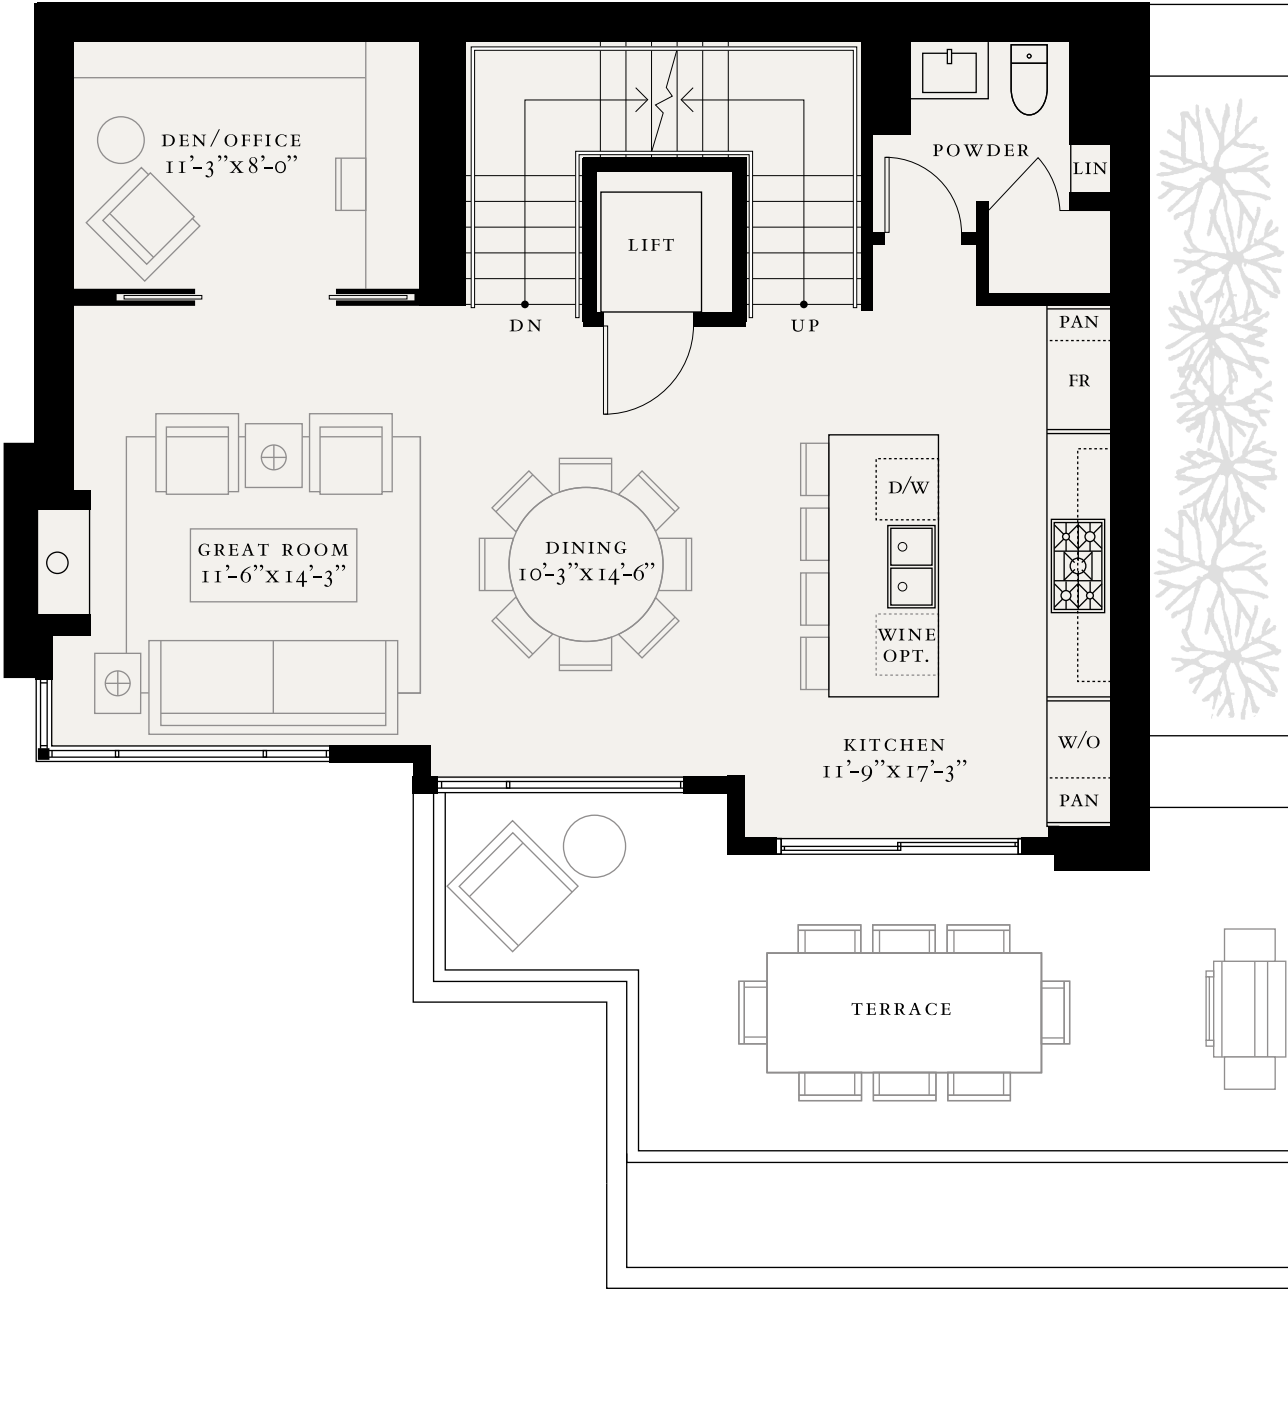 DEN/OFFICE
11'-3"X8'-0"
POWDER
LIN
LIFT
DN
UP
PAN
FR
D/W
GREAT ROOM
11'-6"X14'-3"
DINING
10'-3"X14'-6"
WINE
OPT.
KITCHEN
11'-9"X17'-3"
W/O
PAN
TERRACE